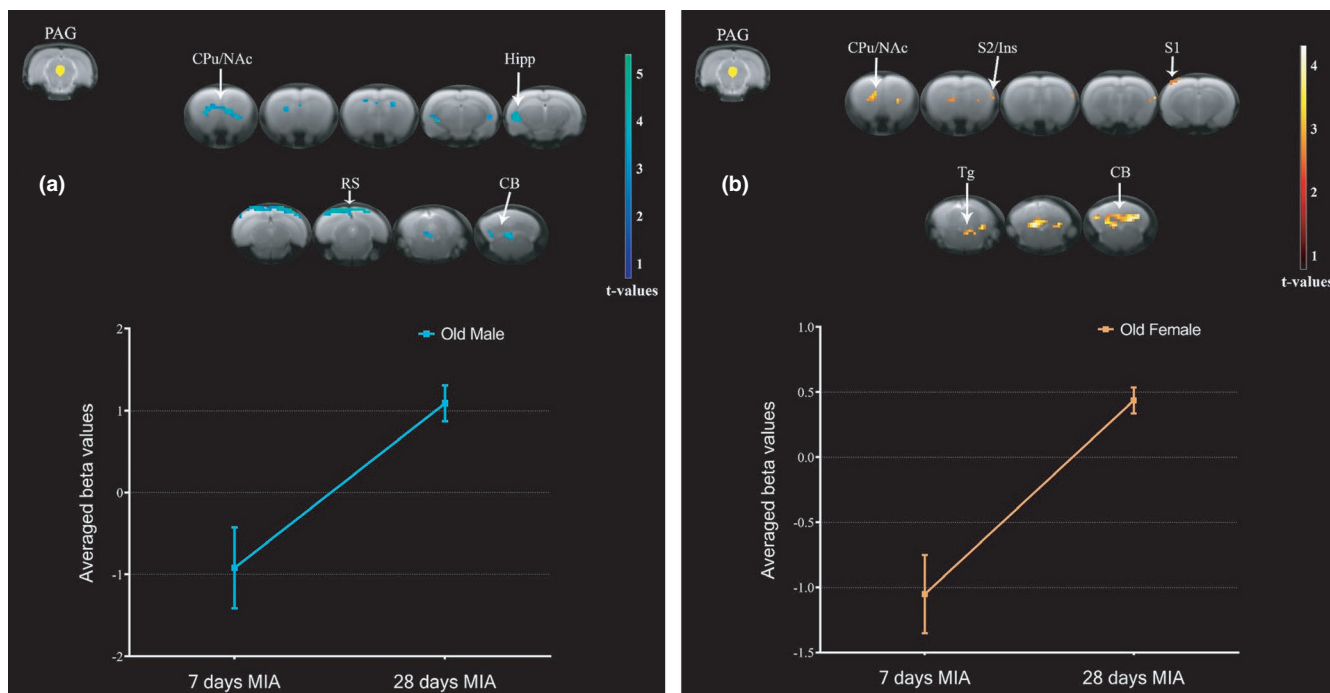 PAG
CPu/NAc
Hipp
5
4
3
2
1
t-values
(a)
RS
CB
2
1
0
-1
-2
Averaged beta values
Old Male
7 days MIA
28 days MIA
PAG
CPu/NAc
S2/Ins
S1
4
3
2
1
t-values
(b)
Tg
CB
1.0
0.5
0.0
-0.5
-1.0
-1.5
Averaged beta values
Old Female
7 days MIA
28 days MIA